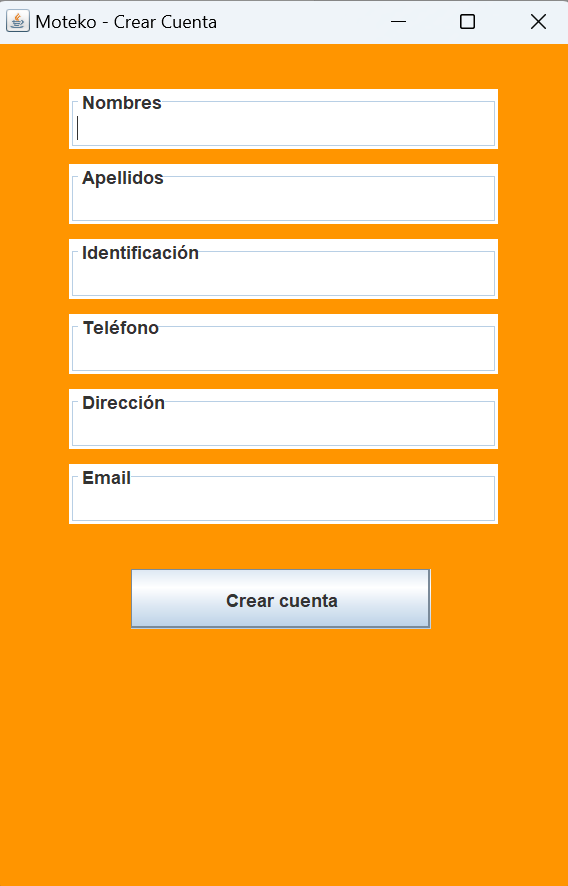 Moteko - Crear Cuenta
Nombres
Apellidos
Identificación
Teléfono
Dirección
Email
Crear cuenta